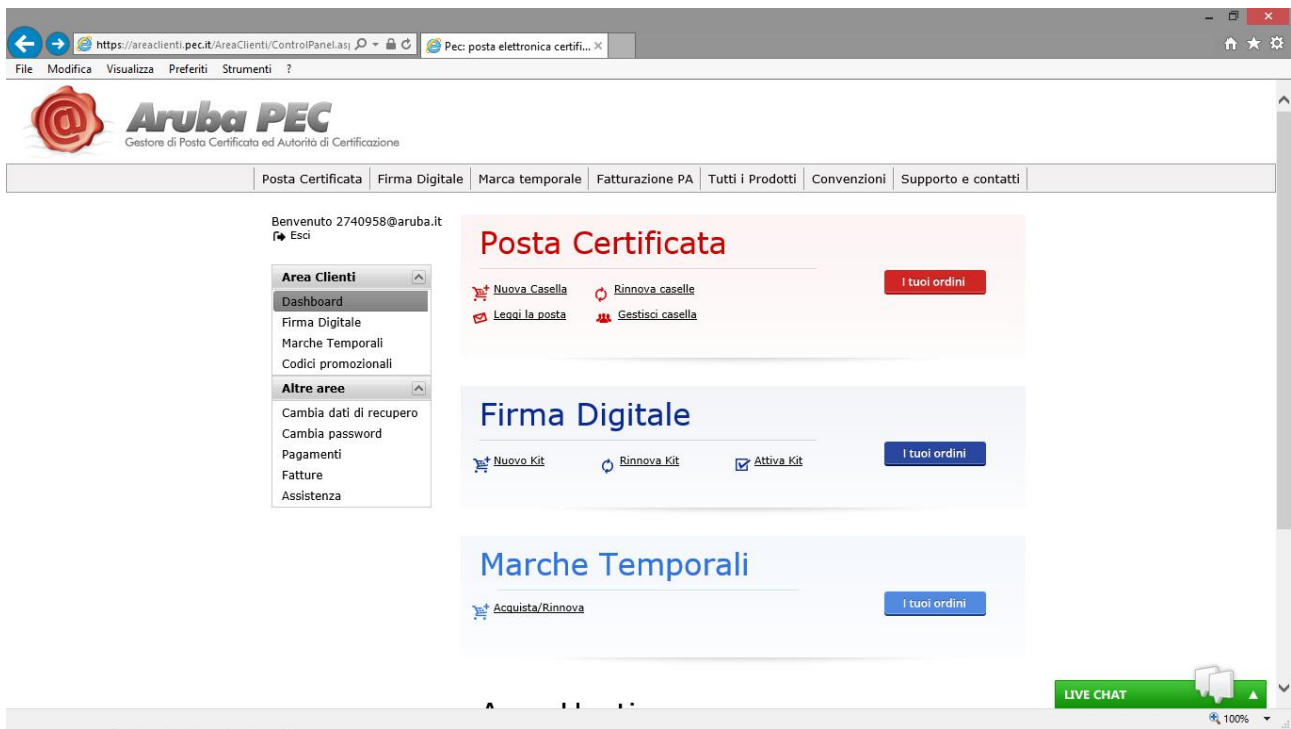 https://areaclienti.pec.it/AreaClienti/ControlPanel.as
Pec: posta elettronica certifi...
File Modifica Visualizza Preferiti Strumenti ?
Aruba PEC
Gestore di Posta Certificata ed Autorità di Certificazione
Posta Certificata Firma Digitale Marca temporale Fatturazione PA Tutti i Prodotti Convenzioni Supporto e contatti
Benvenuto 2740958@aruba.it
Esci
Area Clienti
Dashboard
Firma Digitale
Marche Temporali
Codici promozionali
Altre aree
Cambia dati di recupero
Cambia password
Pagamenti
Fatture
Assistenza
Posta Certificata
Nuova Casella Rinnova caselle
Leggi la posta Gestisci casella
I tuoi ordini
Firma Digitale
Nuovo Kit Rinnova Kit Attiva Kit
I tuoi ordini
Marche Temporali
Acquista/Rinnova
I tuoi ordini
LIVE CHAT
100%